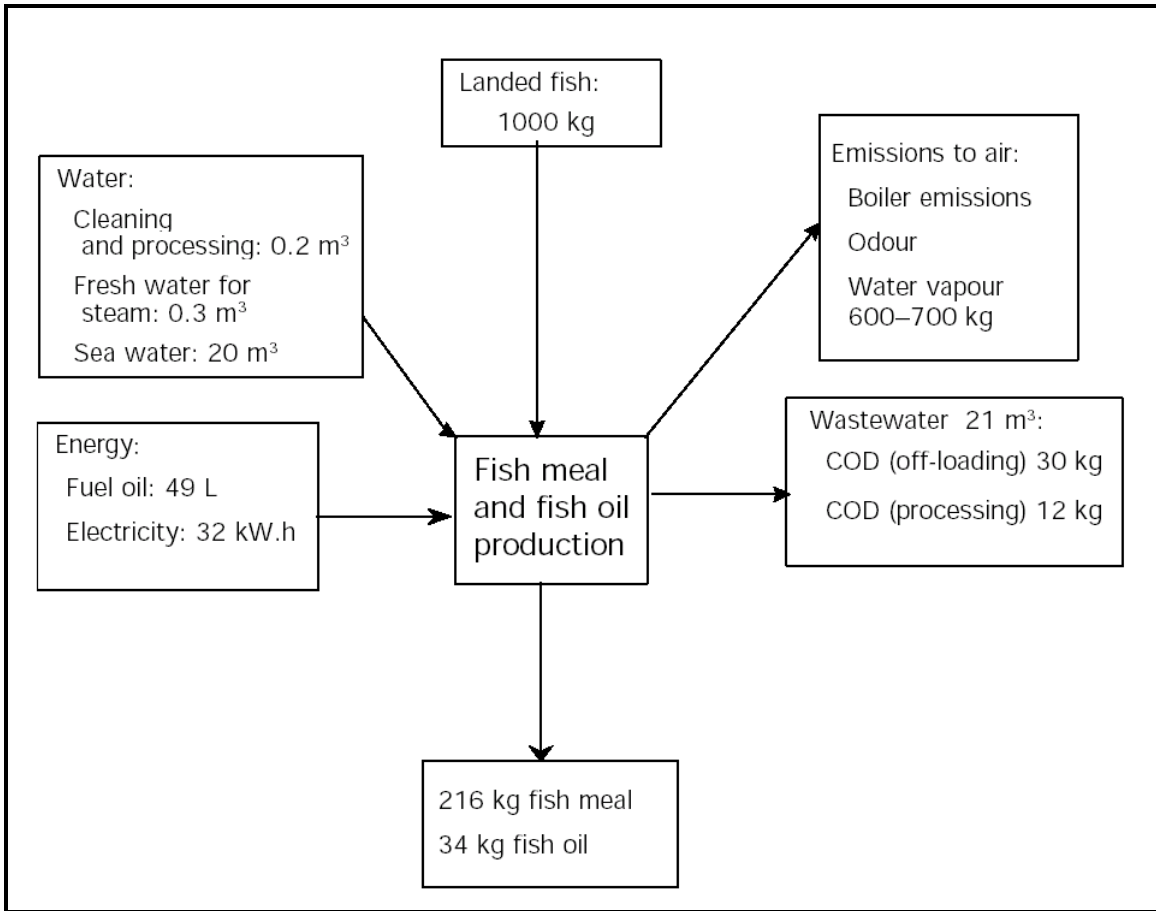 Landed fish:
1000 kg
Water:
Cleaning
and processing: 0.2 m³
Fresh water for
steam: 0.3 m³
Sea water: 20 m³
Emissions to air:
Boiler emissions
Odour
Water vapour
600–700 kg
Energy:
Fuel oil: 49 L
Electricity: 32 kW.h
Fish meal
and fish oil
production
Wastewater 21 m³:
COD (off-loading) 30 kg
COD (processing) 12 kg
216 kg fish meal
34 kg fish oil